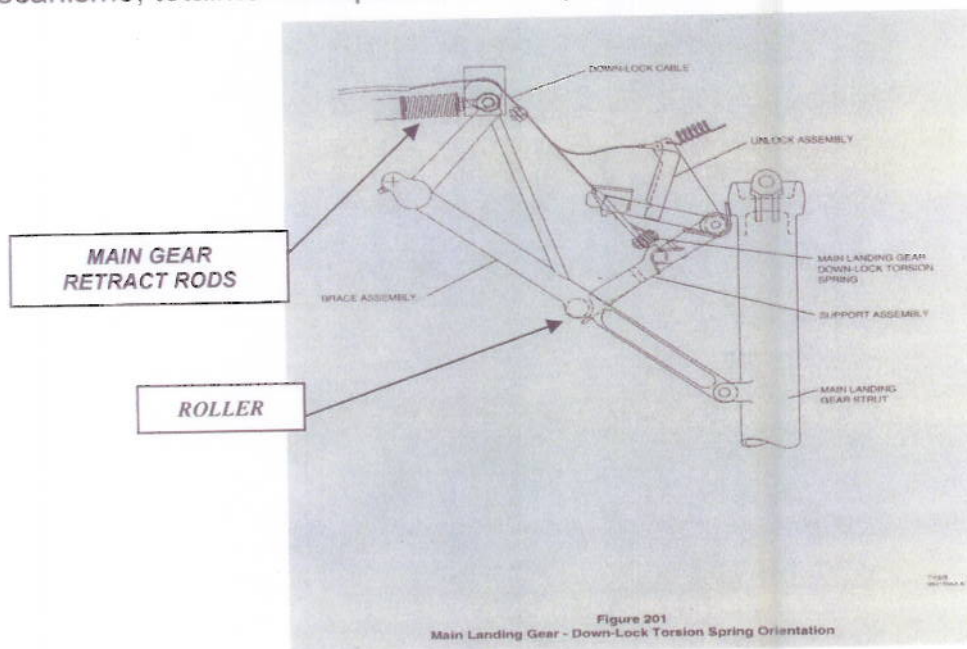 DOWN-LOCK CABLE
UNLOCK ASSEMBLY
MAIN GEAR
RETRACT RODS
BRACE ASSEMBLY
MAIN LANDING GEAR
DOWN-LOCK TORSION
SPRING
SUPPORT ASSEMBLY
ROLLER
MAIN LANDING
GEAR STRUT
Figure 201
Main Landing Gear - Down-Lock Torsion Spring Orientation